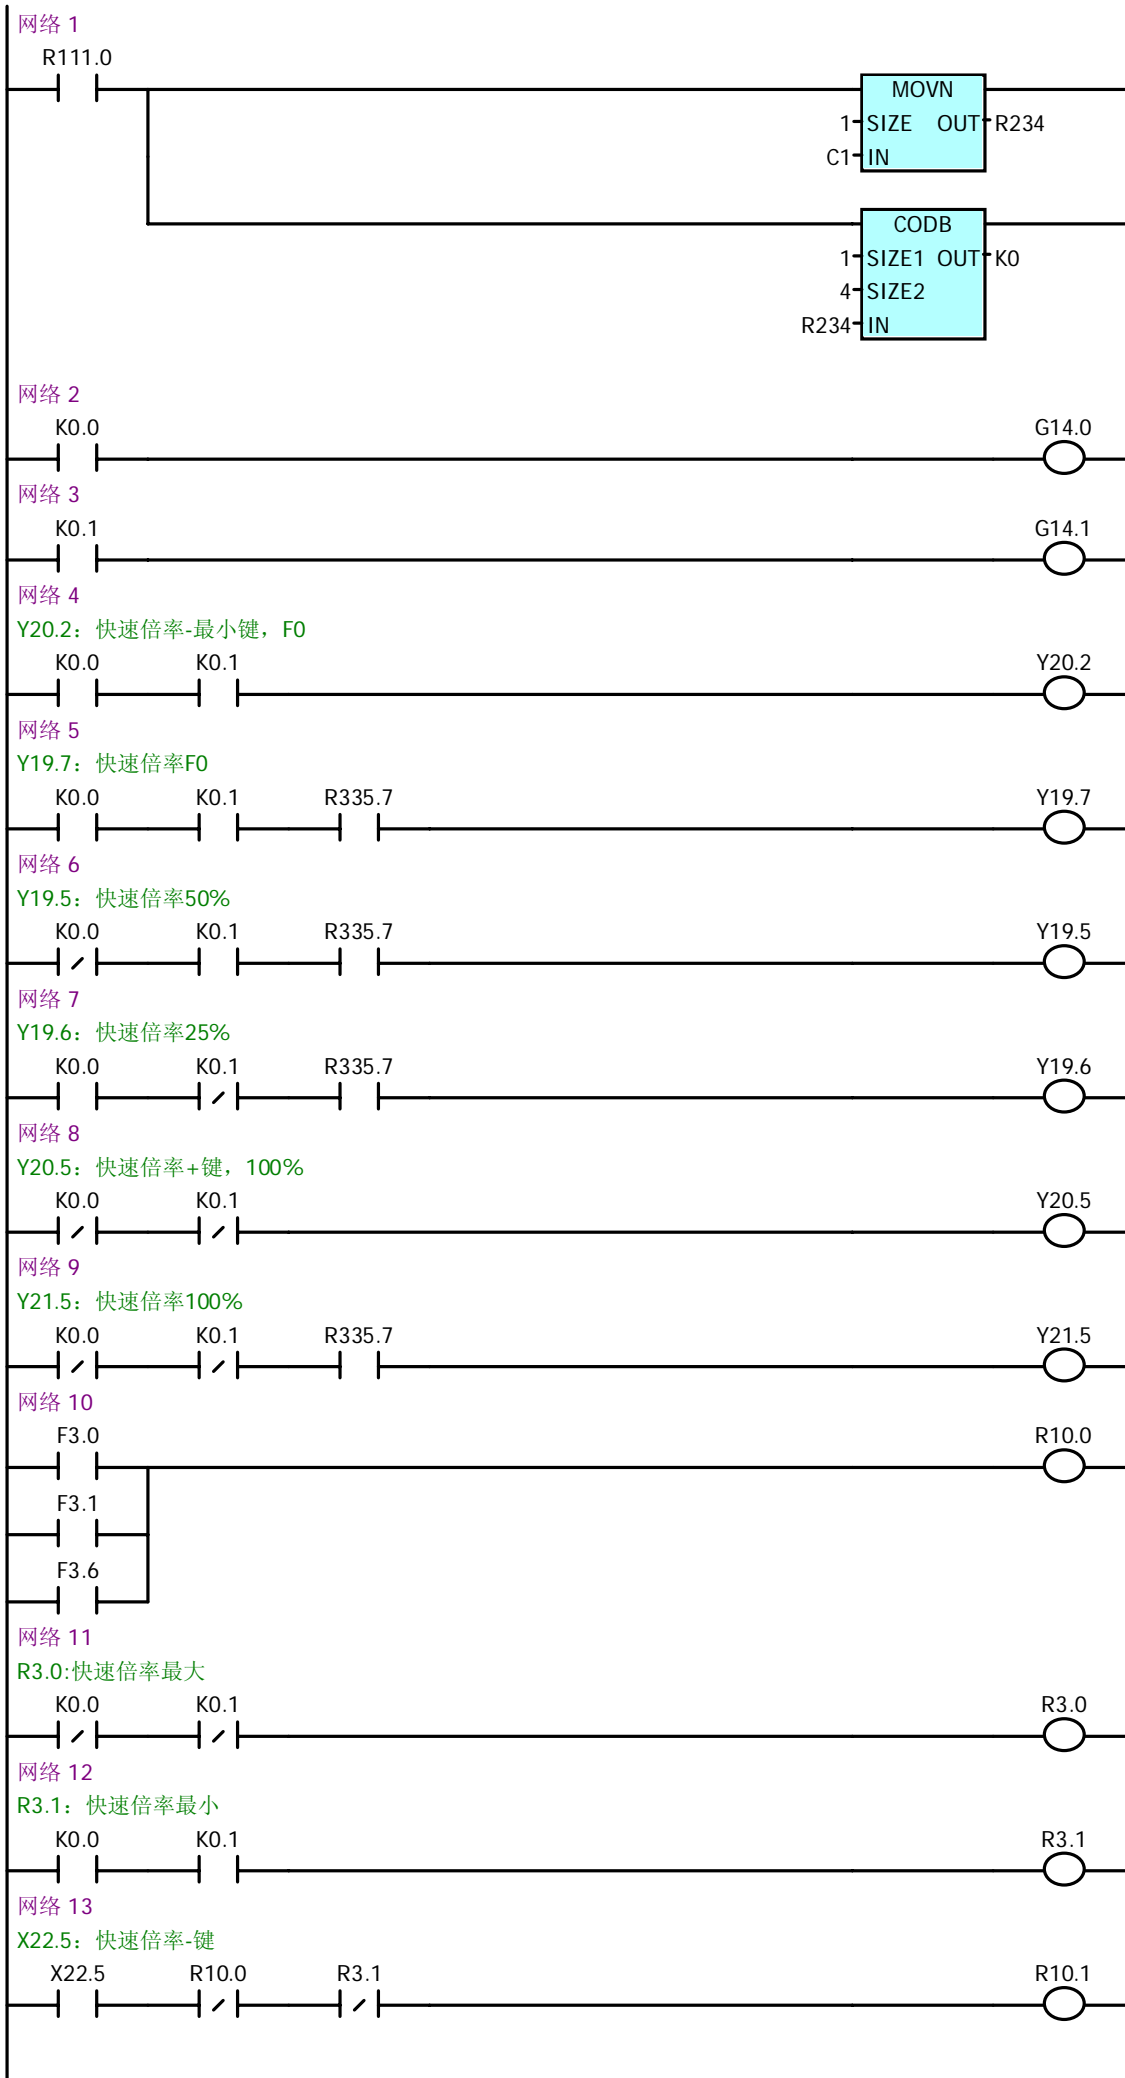 网络 1
R111.0
MOVN
1 SIZE OUT R234
C1 IN
CODB
1 SIZE1 OUT K0
4 SIZE2
R234 IN
网络 2
K0.0 G14.0
网络 3
K0.1 G14.1
网络 4
Y20.2：快速倍率-最小键，F0
K0.0 K0.1 Y20.2
网络 5
Y19.7：快速倍率F0
K0.0 K0.1 R335.7 Y19.7
网络 6
Y19.5：快速倍率50%
K0.0 K0.1 R335.7 Y19.5
网络 7
Y19.6：快速倍率25%
K0.0 K0.1 R335.7 Y19.6
网络 8
Y20.5：快速倍率+键，100%
K0.0 K0.1 Y20.5
网络 9
Y21.5：快速倍率100%
K0.0 K0.1 R335.7 Y21.5
网络 10
F3.0 R10.0
F3.1
F3.6
网络 11
R3.0:快速倍率最大
K0.0 K0.1 R3.0
网络 12
R3.1：快速倍率最小
K0.0 K0.1 R3.1
网络 13
X22.5：快速倍率-键
X22.5 R10.0 R3.1 R10.1